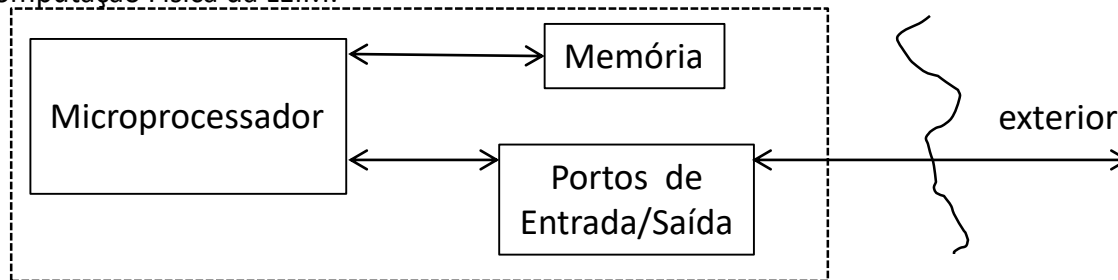 Memória
Microprocessador
exterior
Portos de
Entrada/Saída